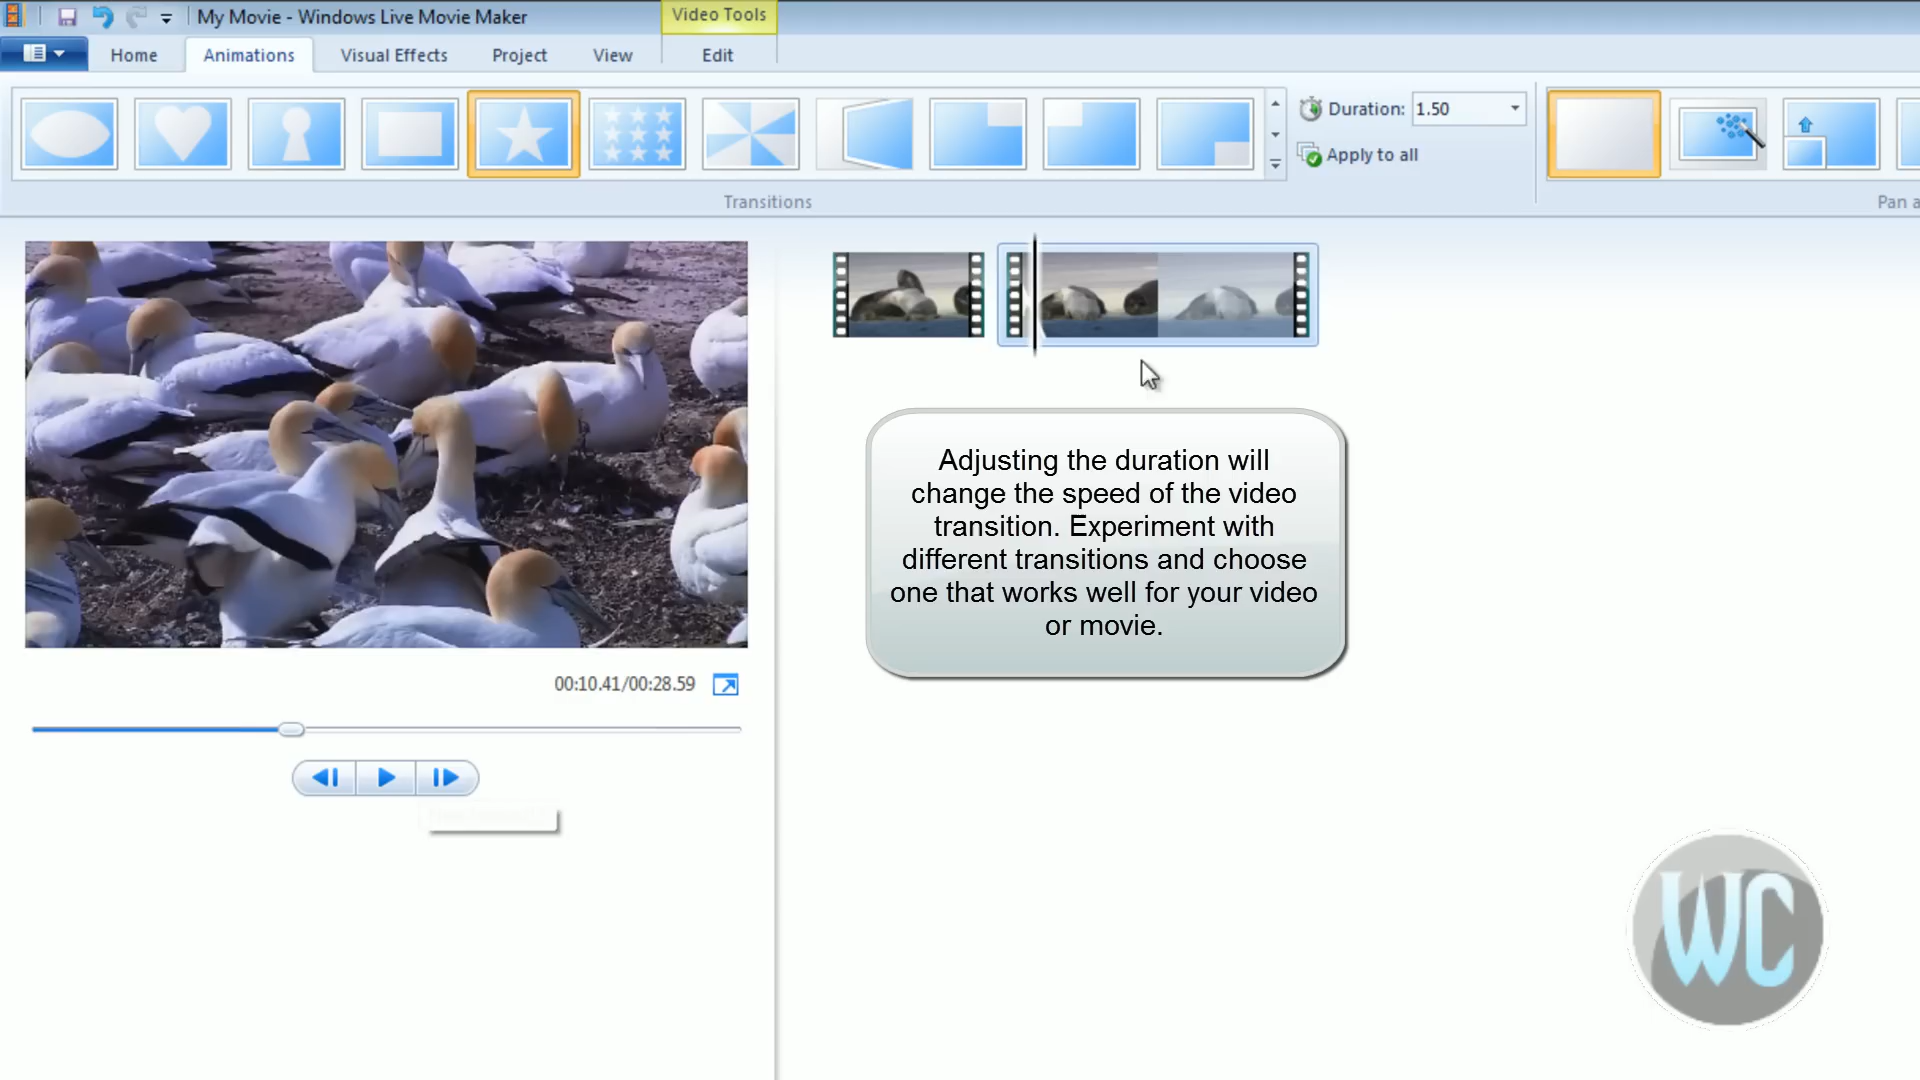 My Movie - Windows Live Movie Maker
Video Tools
Home
Animations
Visual Effects
Project
View
Edit
Duration: 1.50
Apply to all
Transitions
Pan a
00:10.41/00:28.59
Adjusting the duration will
change the speed of the video
transition. Experiment with
different transitions and choose
one that works well for your video
or movie.
WC